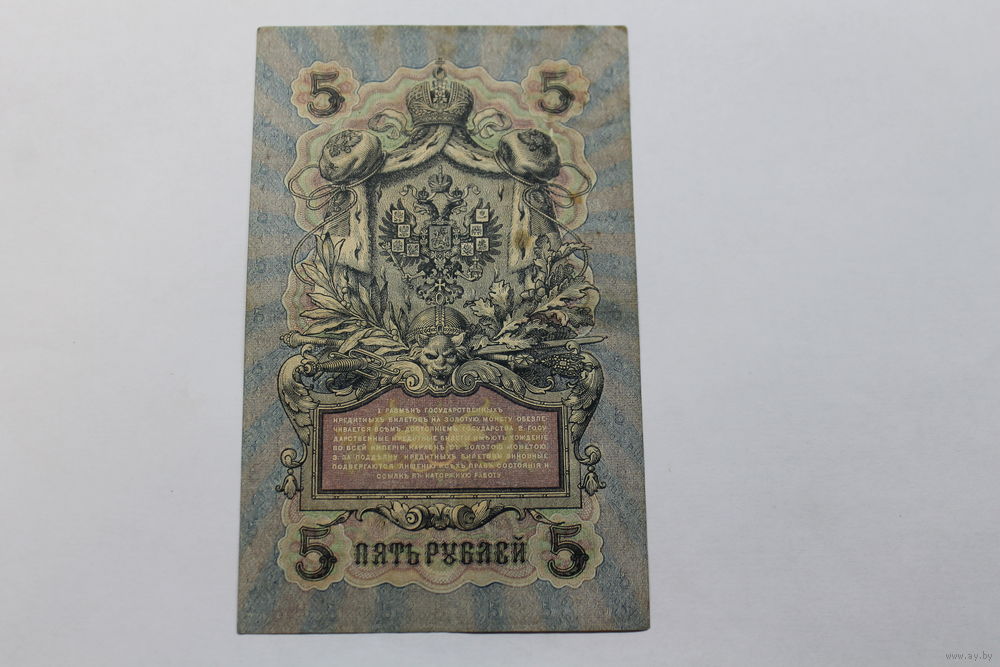 5 5
1. РАЗМѢНЪ ГОСУДАРСТВЕННЫХЪ
КРЕДИТНЫХЪ БИЛЕТОВЪ НА ЗОЛОТУЮ МОНЕТУ ОБЕЗПЕ-
ЧИВАЕТСЯ ВСѢМЪ ДОСТОЯНІЕМЪ ГОСУДАРСТВА. 2. ГОСУ-
ДАРСТВЕННЫЕ КРЕДИТНЫЕ БИЛЕТЫ ИМѢЮТЪ ХОЖДЕНІЕ
ВО ВСЕЙ ИМПЕРІИ НАРАВНѢ СЪ ЗОЛОТОЮ МОНЕТОЮ.
3. ЗА ПОДДѢЛКУ КРЕДИТНЫХЪ БИЛЕТОВЪ ВИНОВНЫЕ
ПОДВЕРГАЮТСЯ ЛИШЕНІЮ ВСѢХЪ ПРАВЪ СОСТОЯНІЯ И
ССЫЛКѢ ВЪ КАТОРЖНУЮ РАБОТУ.
5 ПЯТЬ РУБЛЕЙ 5
www.ay.by